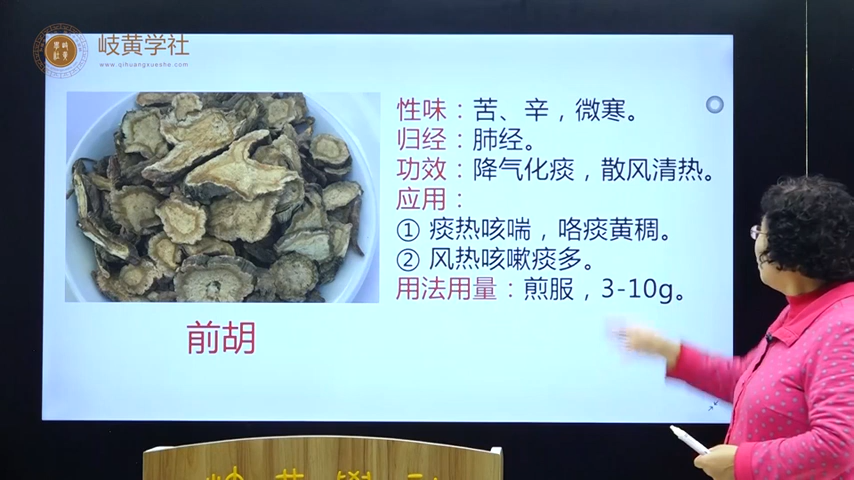 岐黄学社
www.qihuangxueshe.com
性味：苦、辛，微寒。
归经：肺经。
功效：降气化痰，散风清热。
应用：
① 痰热咳喘，咯痰黄稠。
② 风热咳嗽痰多。
用法用量：煎服，3-10g。
前胡